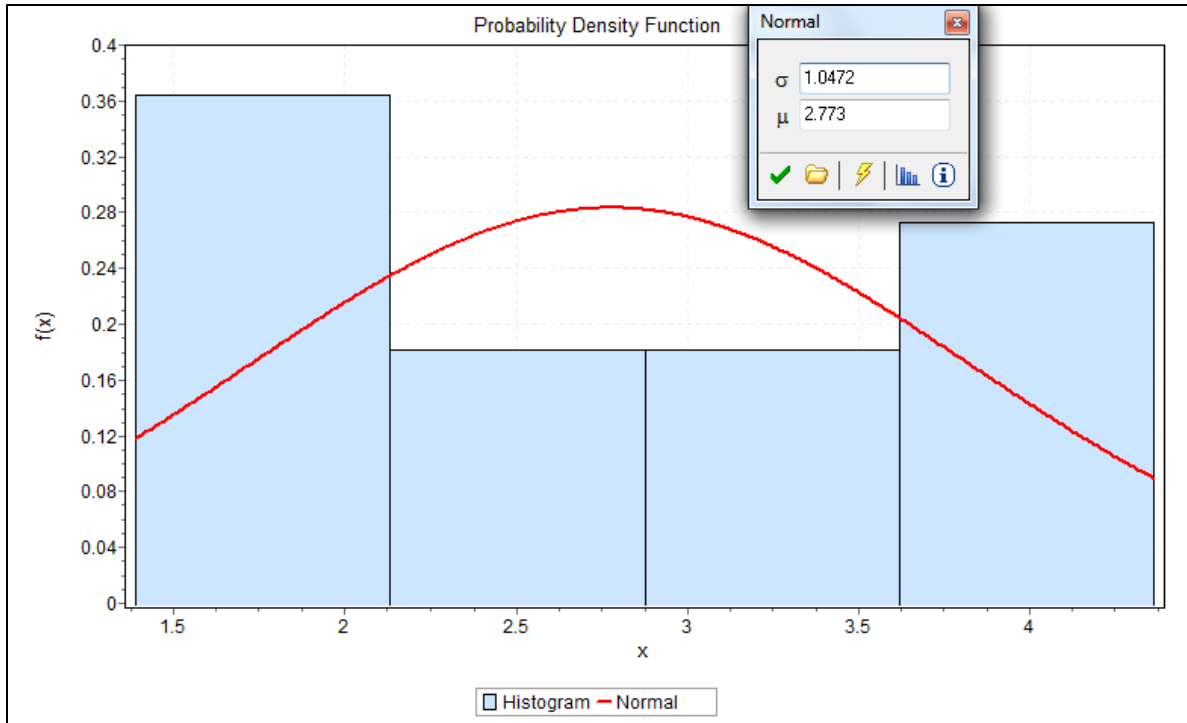 Probability Density Function
Normal
σ 1.0472
μ 2.773
0.4
0.36
0.32
0.28
0.24
0.2
0.16
0.12
0.08
0.04
0
f(x)
1.5 2 2.5 3 3.5 4
x
Histogram Normal